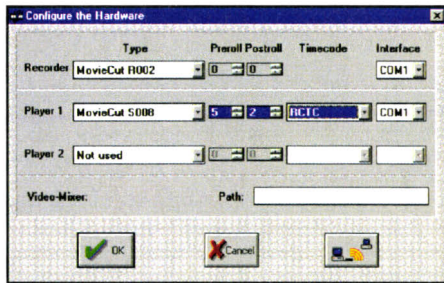 Configure the Hardware
Type Preroll Postroll Timecode Interface
Recorder MovieCut R002 0 0 COM1
Player 1 MovieCut S008 5 2 RCTC COM1
Player 2 Not used 0 0
Video-Mixer: Path:
OK Cancel